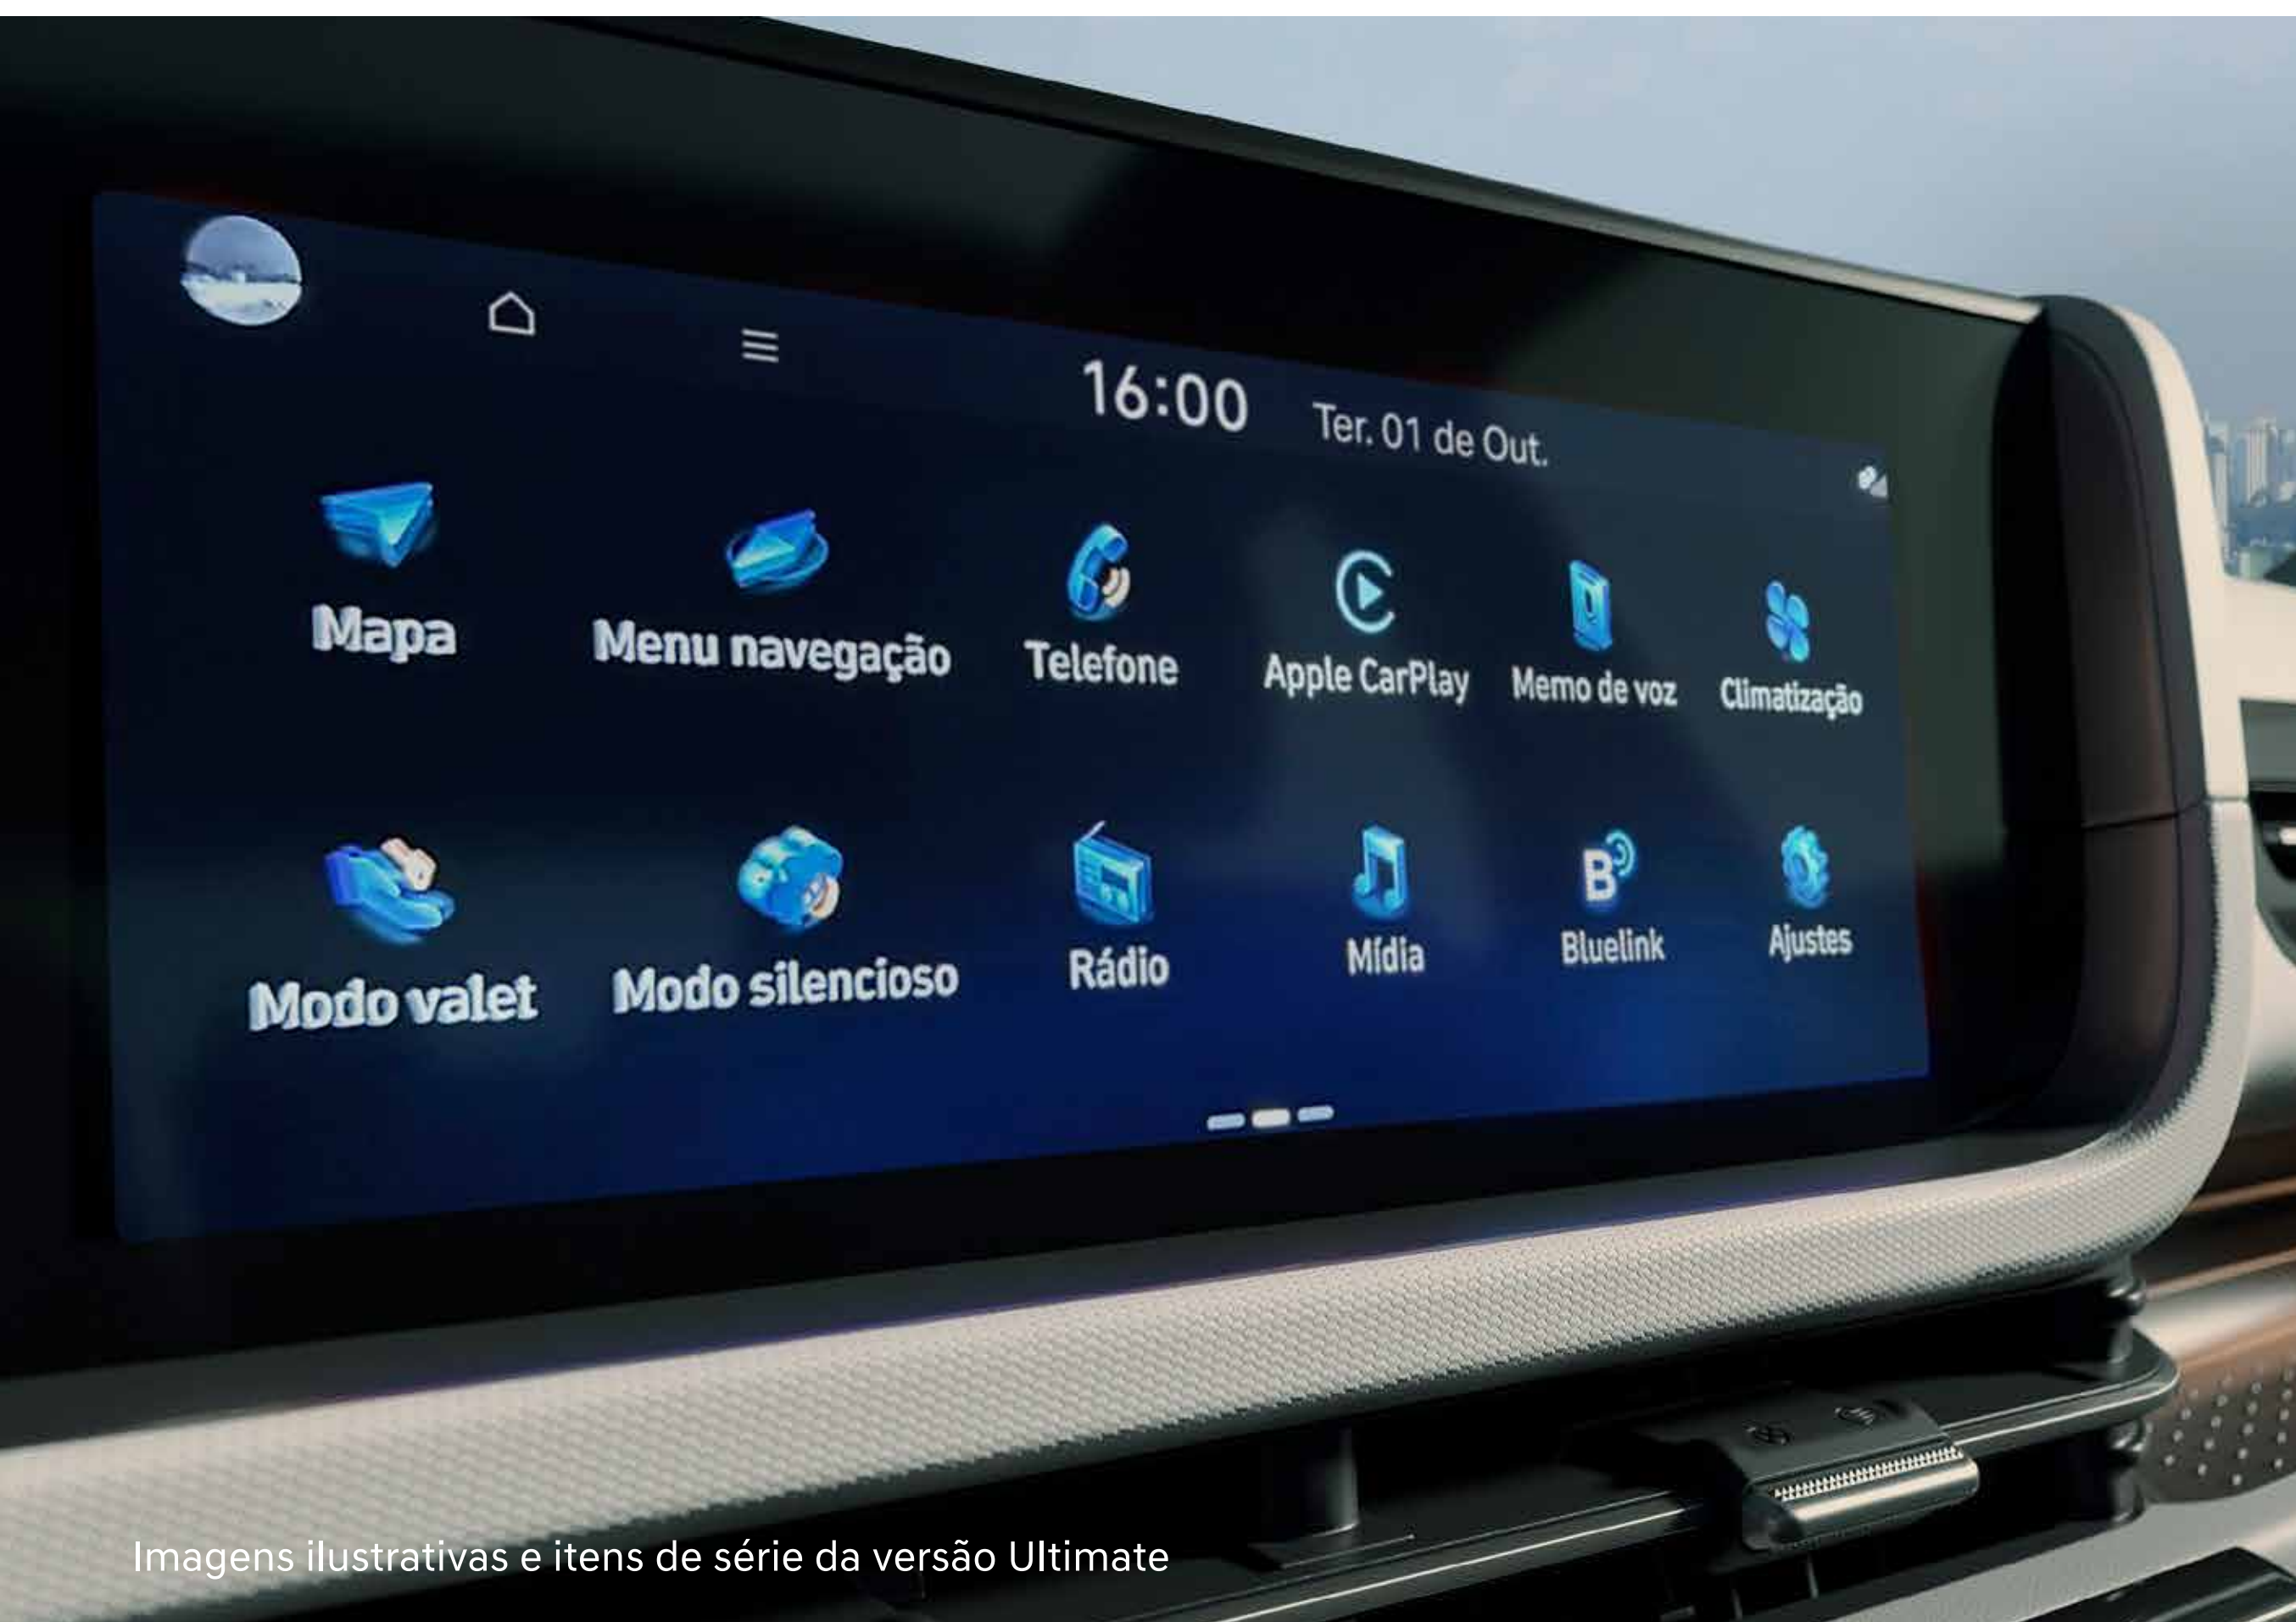 16:00 Ter. 01 de Out.
Mapa Menu navegação Telefone Apple CarPlay Memo de voz Climatização
Modo valet Modo silencioso Rádio Mídia Bluelink Ajustes
Imagens ilustrativas e itens de série da versão Ultimate